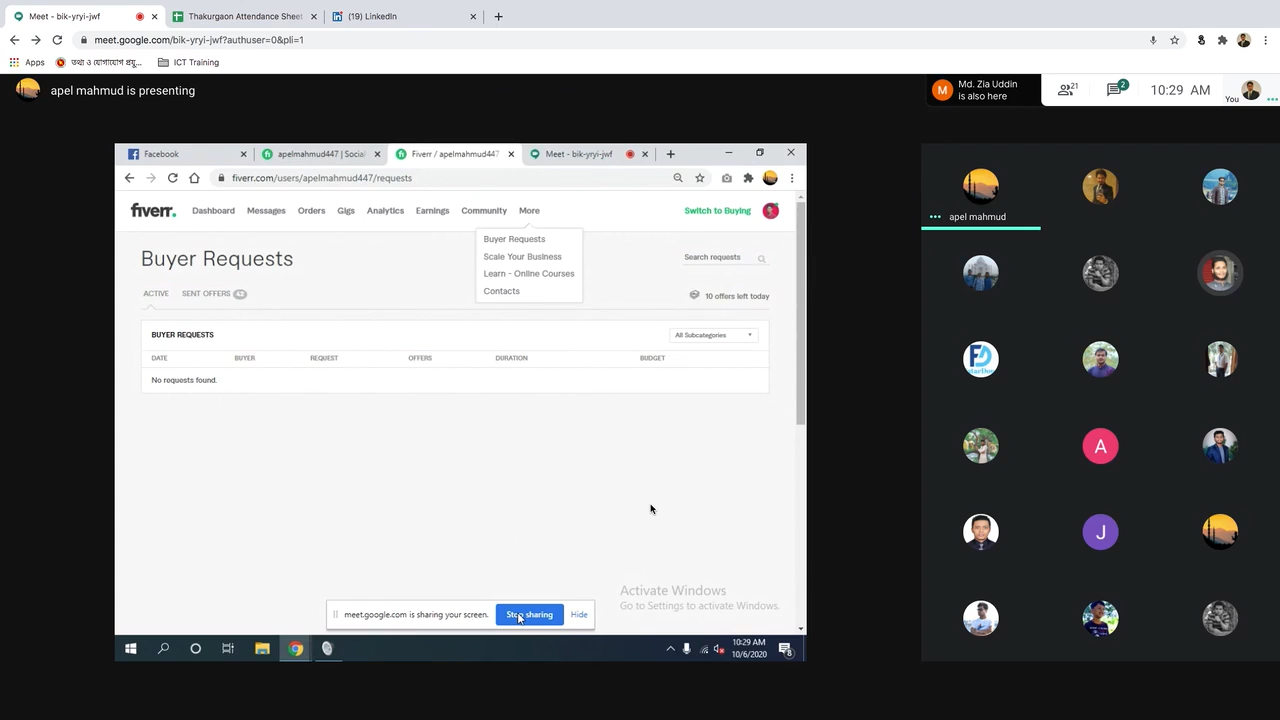 Meet - bik-yryi-jwf
Thakurgaon Attendance Sheet
(19) LinkedIn
meet.google.com/bik-yryi-jwf?authuser=0&pli=1
Apps
তথ্য ও যোগাযোগ প্রযু...
ICT Training
apel mahmud is presenting
M
Md. Zia Uddin
is also here
21
2
10:29 AM
You
Facebook
apelmahmud447 | Social
Fiverr / apelmahmud447
Meet - bik-yryi-jwf
fiverr.com/users/apelmahmud447/requests
fiverr.
Dashboard
Messages
Orders
Gigs
Analytics
Earnings
Community
More
Switch to Buying
Buyer Requests
Scale Your Business
Learn - Online Courses
Contacts
Buyer Requests
Search requests
ACTIVE
SENT OFFERS 43
10 offers left today
BUYER REQUESTS
All Subcategories
DATE
BUYER
REQUEST
OFFERS
DURATION
BUDGET
No requests found.
Activate Windows
Go to Settings to activate Windows.
meet.google.com is sharing your screen.
Stop sharing
Hide
10:29 AM
10/6/2020
8
apel mahmud
A
J